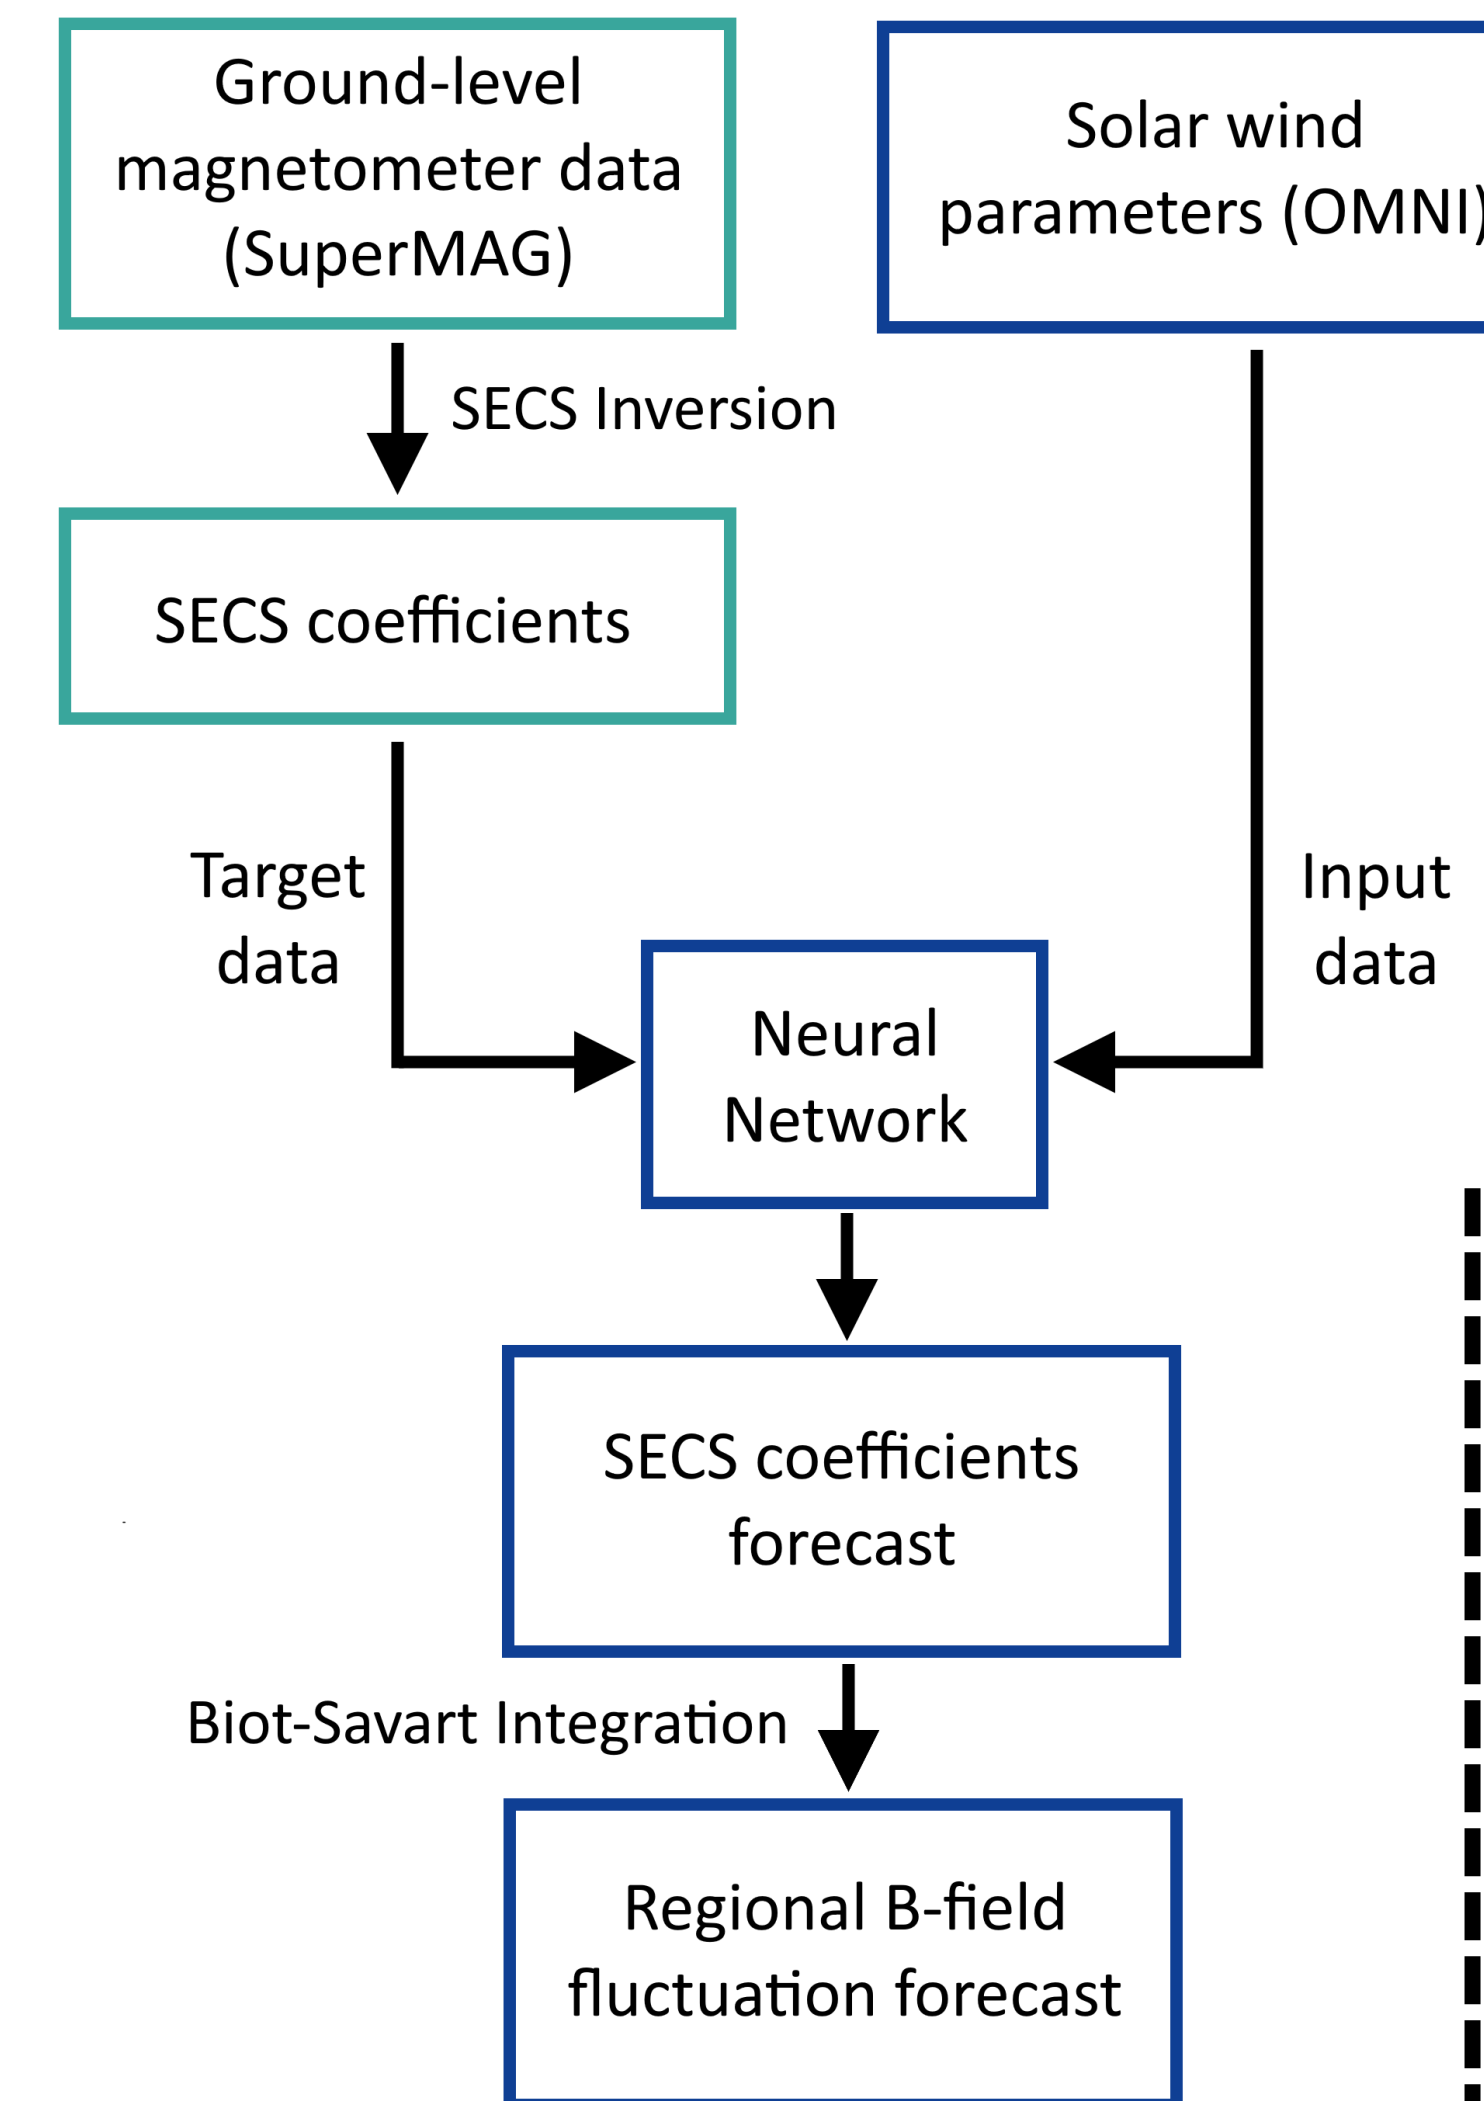 Ground-level
magnetometer data
(SuperMAG)
Solar wind
parameters (OMNI)
SECS Inversion
SECS coefficients
Target
data
Input
data
Neural
Network
SECS coefficients
forecast
Biot-Savart Integration
Regional B-field
fluctuation forecast